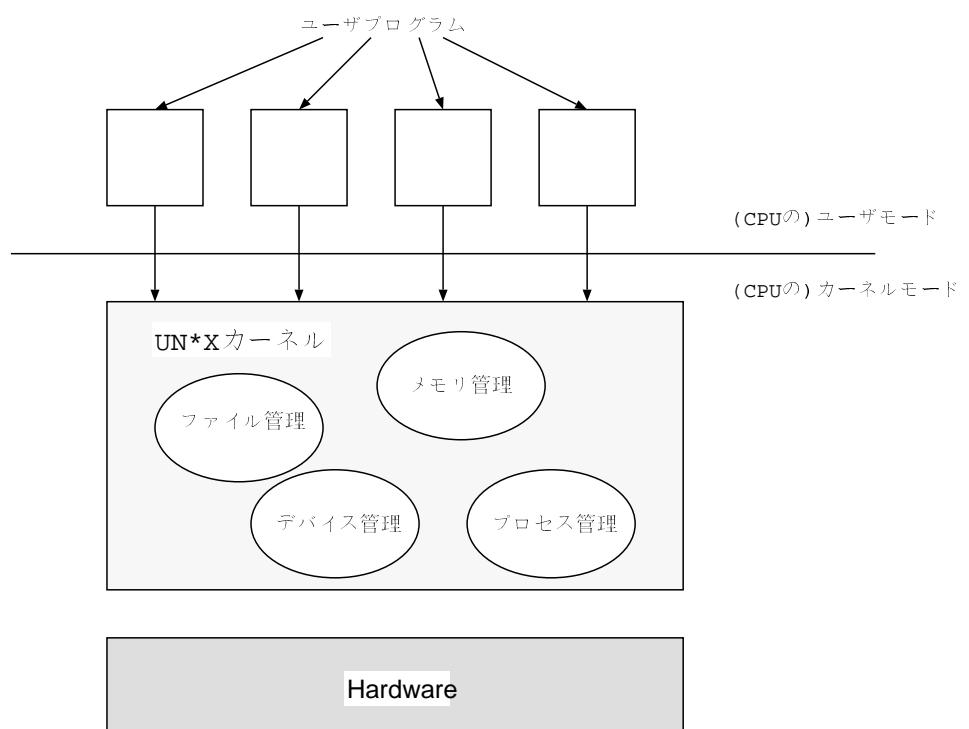 ユーザプログラム
(CPUの)ユーザモード
(CPUの)カーネルモード
UN*Xカーネル
メモリ管理
ファイル管理
デバイス管理
プロセス管理
Hardware